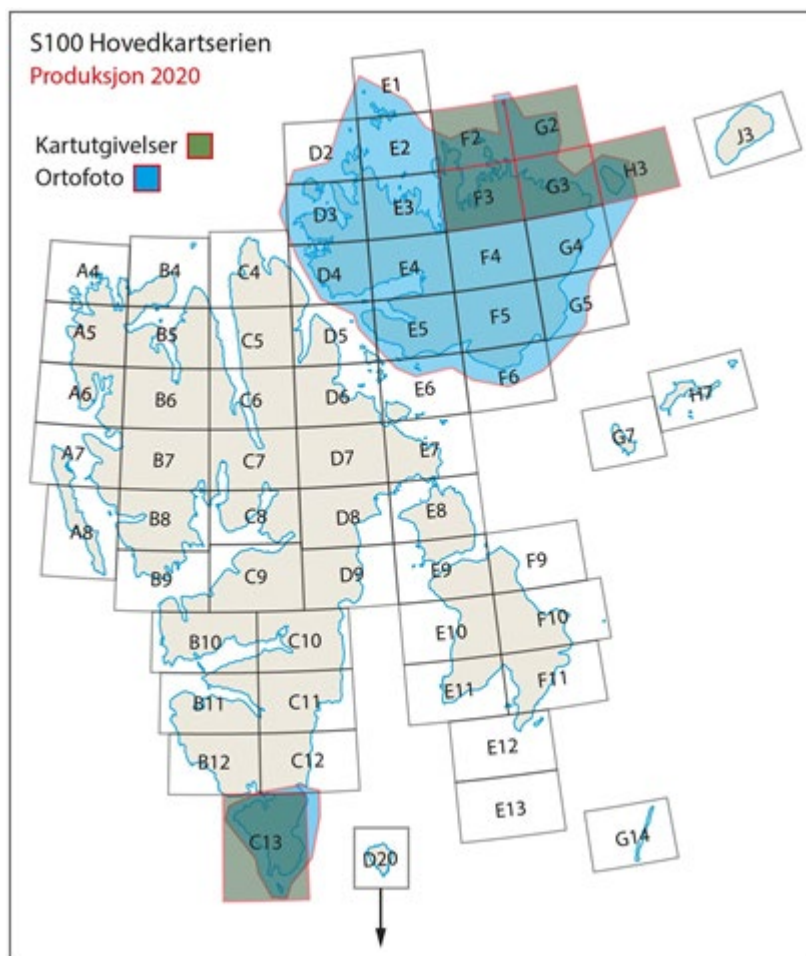 S100 Hovedkartserien
Produksjon 2020
Kartutgivelser
Ortofoto
E1
D2 E2 F2 G2
J3
D3 E3 F3 G3 H3
A4 B4 C4 D4 E4 F4 G4
A5 B5 C5 D5 E5 F5 G5
A6 B6 C6 D6 E6 F6
A7 B7 C7 D7 E7 G7 H7
A8 B8 C8 D8 E8
B9 C9 D9 E9 F9
B10 C10 E10 F10
B11 C11 E11 F11
B12 C12 E12
C13 E13
D20 G14